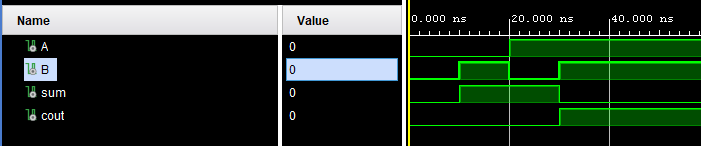 Name Value 0.000 ns 20.000 ns 40.000 ns
A 0
B 0
sum 0
cout 0